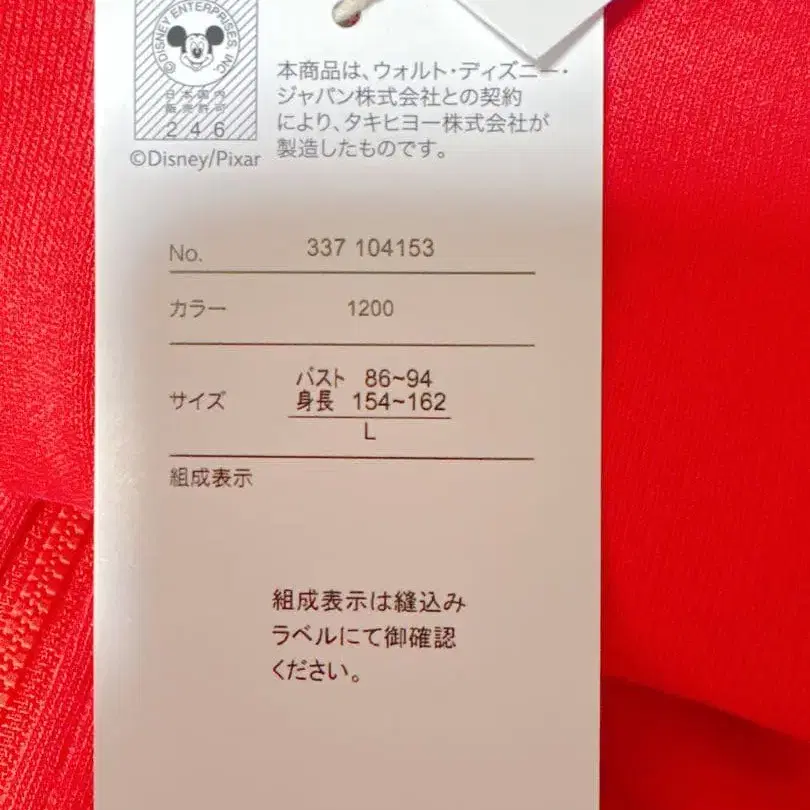 ©DISNEY ENTERPRISES, INC.
日本国内
販売許可
246
©Disney/Pixar
本商品は、ウォルト・ディズニー・
ジャパン株式会社との契約
により、タキヒヨー株式会社が
製造したものです。
No. 337 104153
カラー 1200
サイズ
バスト 86~94
身長 154~162
L
組成表示
組成表示は縫込み
ラベルにて御確認
ください。